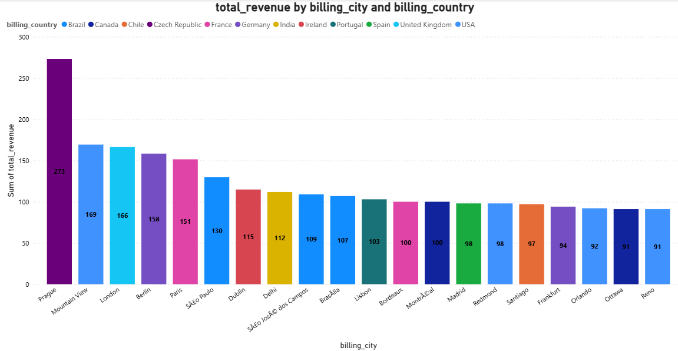 total_revenue by billing_city and billing_country
billing_country Brazil Canada Chile Czech Republic France Germany India Ireland Portugal Spain United Kingdom USA
Sum of total_revenue
300
250
200
150
100
50
0
273
169
166
158
151
130
115
112
109
107
103
100
100
98
98
97
94
92
91
91
Prague
Mountain View
London
Berlin
Paris
SÃ£o Paulo
Dublin
Delhi
SÃ£o JosÃ© dos Campos
BrasÃ­lia
Lisbon
Bordeaux
MontrÃ©al
Madrid
Redmond
Santiago
Frankfurt
Orlando
Ottawa
Reno
billing_city